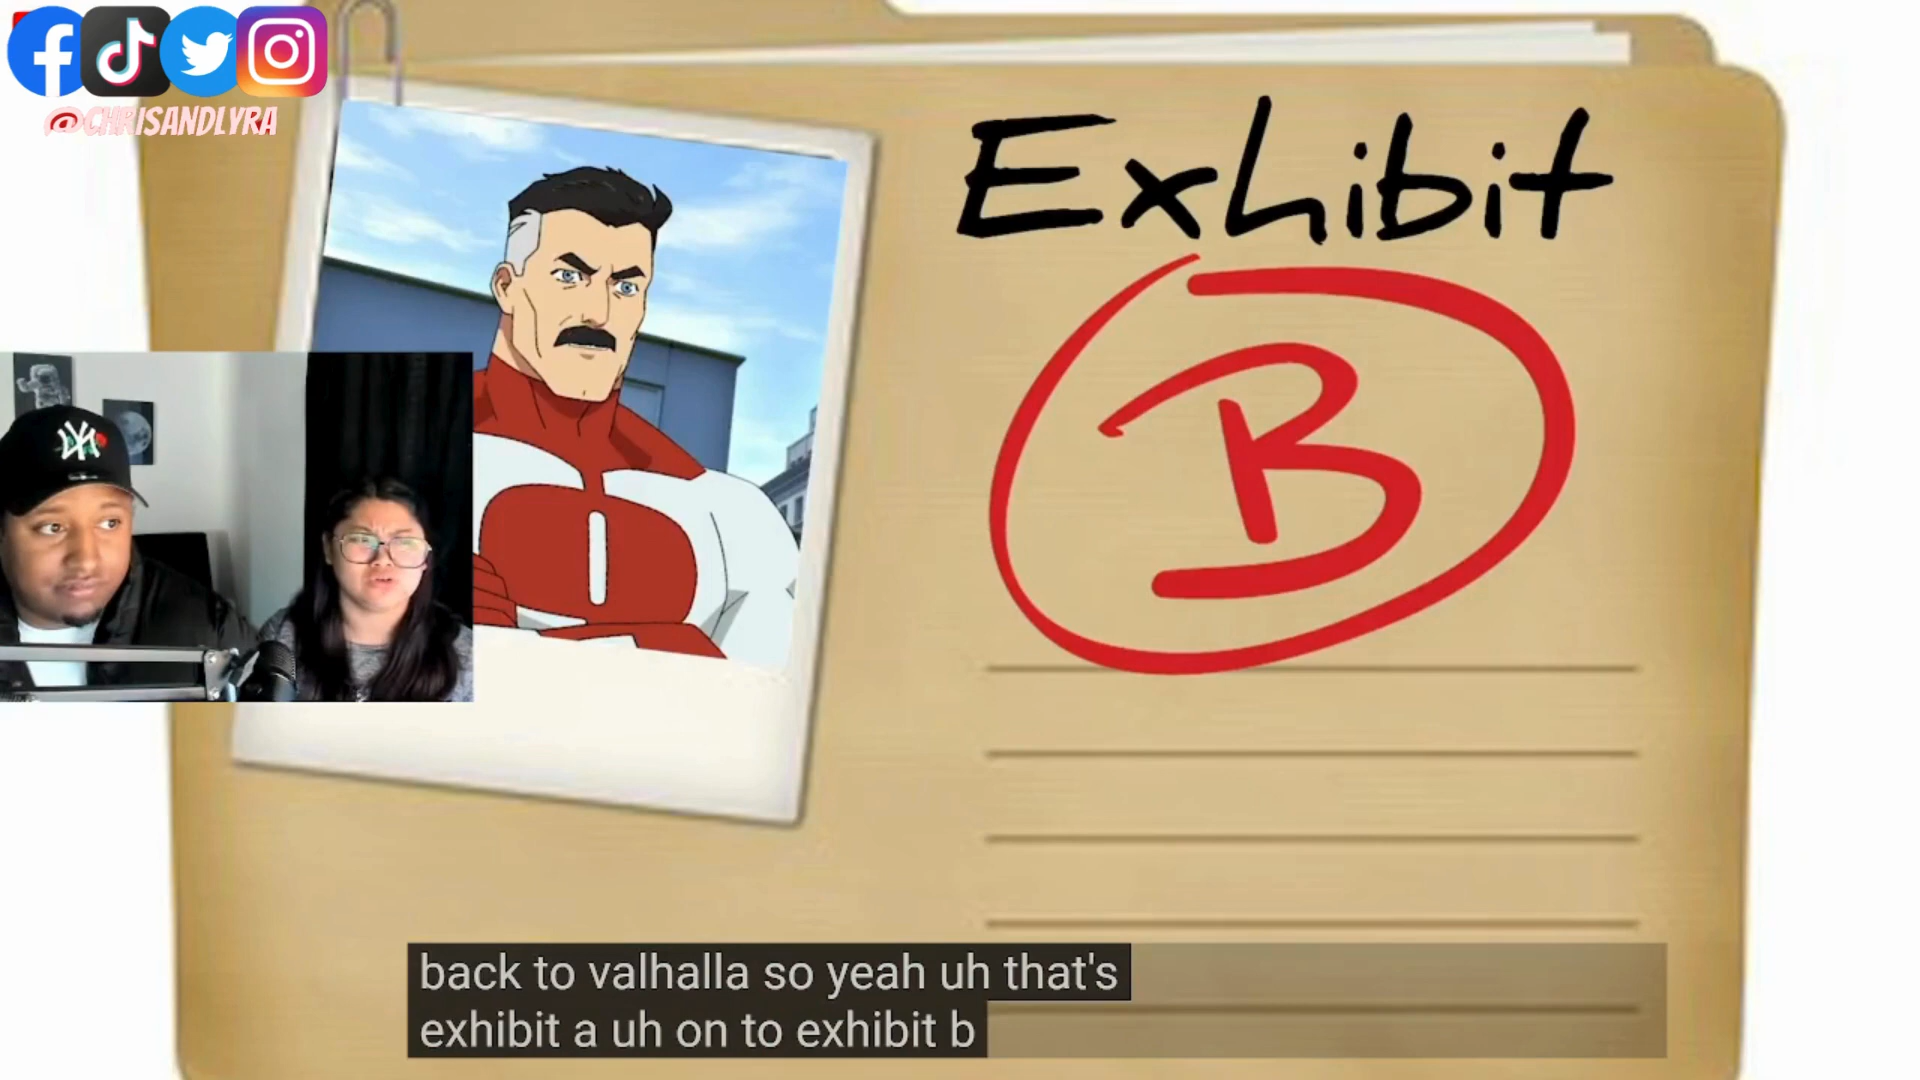 @CHRISANDLYRA
Exhibit
B
back to valhalla so yeah uh that's
exhibit a uh on to exhibit b